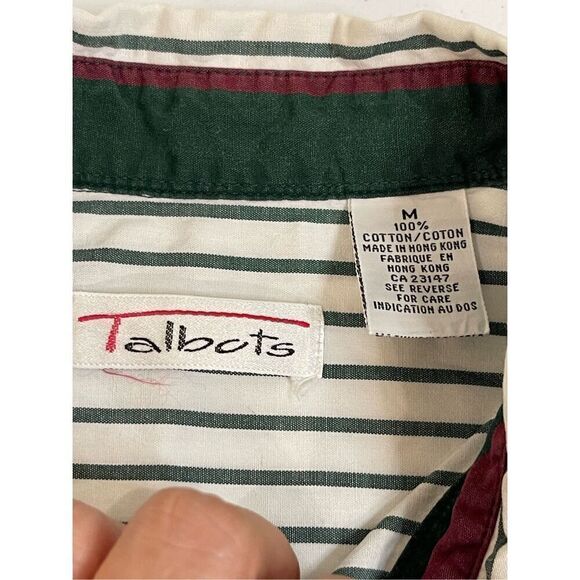 Talbots
M
100%
COTTON/COTON
MADE IN HONG KONG
FABRIQUE EN
HONG KONG
CA 23147
SEE REVERSE
FOR CARE
INDICATION AU DOS